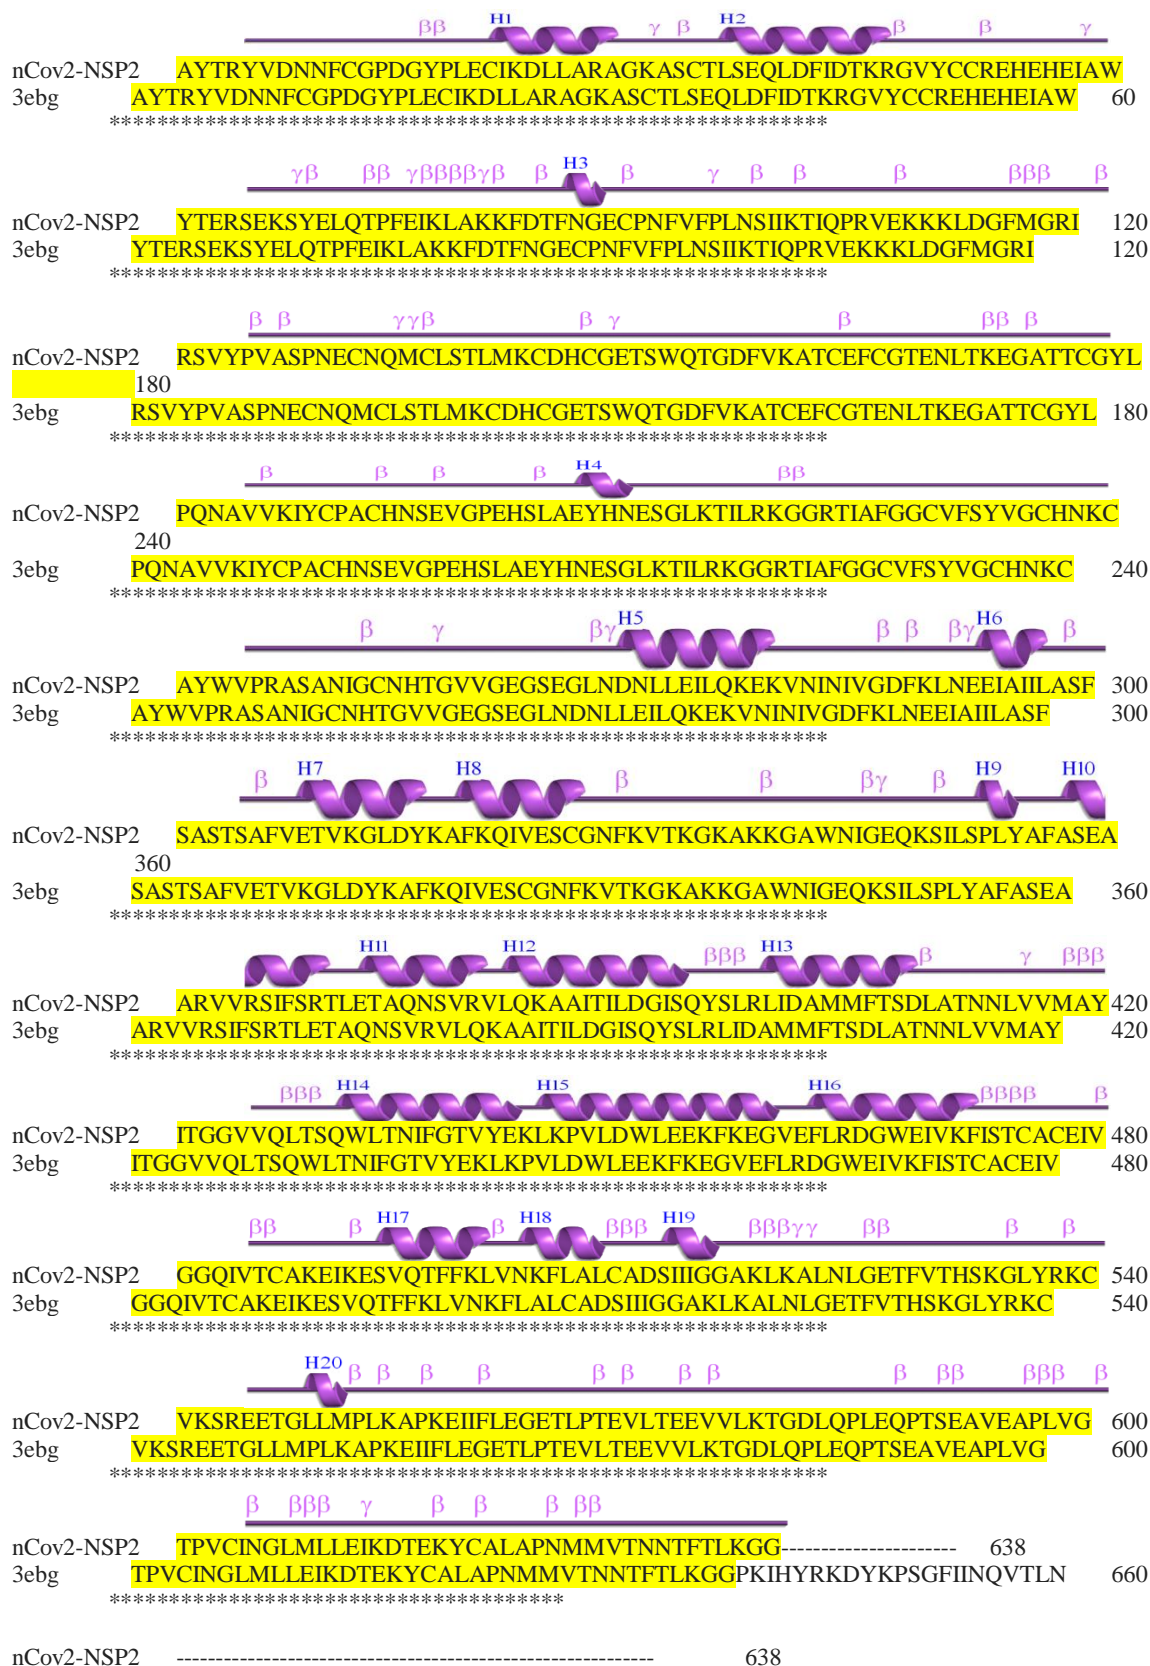 ββ H1 γ β H2 β β γ
nCov2-NSP2 AYTRYVDNNFCGPDGYPLECIKDLLARAGKASCTLSEQLDFIDTKRGVYCCREHEHEIAW
3ebg AYTRYVDNNFCGPDGYPLECIKDLLARAGKASCTLSEQLDFIDTKRGVYCCREHEHEIAW 60
************************************************************
γβ ββ γββββγβ β H3 β γ β β β βββ β
nCov2-NSP2 YTERSEKSYELQTPFEIKLAKKFDTFNGECPNFVFPLNSIIKTIQPRVEKKKLDGFMGRI 120
3ebg YTERSEKSYELQTPFEIKLAKKFDTFNGECPNFVFPLNSIIKTIQPRVEKKKLDGFMGRI 120
************************************************************
β β γγβ β γ β ββ β
nCov2-NSP2 RSVYPVASPNECNQMCLSTLMKCDHCGETSWQTGDFVKATCEFCGTENLTKEGATTCGYL
180
3ebg RSVYPVASPNECNQMCLSTLMKCDHCGETSWQTGDFVKATCEFCGTENLTKEGATTCGYL 180
************************************************************
β β β β H4 ββ
nCov2-NSP2 PQNAVVKIYCPACHNSEVGPEHSLAEYHNESGLKTILRKGGRTIAFGGCVFSYVGCHNKC
240
3ebg PQNAVVKIYCPACHNSEVGPEHSLAEYHNESGLKTILRKGGRTIAFGGCVFSYVGCHNKC 240
************************************************************
β γ βγ H5 β β βγ H6 β
nCov2-NSP2 AYWVPRASANIGCNHTGVVGEGSEGLNDNLLEILQKEKVNINIVGDFKLNEEIAIILASF 300
3ebg AYWVPRASANIGCNHTGVVGEGSEGLNDNLLEILQKEKVNINIVGDFKLNEEIAIILASF 300
************************************************************
β H7 H8 β β βγ β H9 H10
nCov2-NSP2 SASTSAFVETVKGLDYKAFKQIVESCGNFKVTKGKAKKGAWNIGEQKSILSPLYAFASEA
360
3ebg SASTSAFVETVKGLDYKAFKQIVESCGNFKVTKGKAKKGAWNIGEQKSILSPLYAFASEA 360
************************************************************
H11 H12 βββ H13 β γ βββ
nCov2-NSP2 ARVVRSIFSRTLETAQNSVRVLQKAAITILDGISQYSLRLIDAMMFTSDLATNNLVVMAY 420
3ebg ARVVRSIFSRTLETAQNSVRVLQKAAITILDGISQYSLRLIDAMMFTSDLATNNLVVMAY 420
************************************************************
βββ H14 H15 H16 ββββ β
nCov2-NSP2 ITGGVVQLTSQWLTNIFGTVYEKLKPVLDWLEEKFKEGVEFLRDGWEIVKFISTCACEIV 480
3ebg ITGGVVQLTSQWLTNIFGTVYEKLKPVLDWLEEKFKEGVEFLRDGWEIVKFISTCACEIV 480
************************************************************
ββ β H17 β H18 βββ H19 βββγγ ββ β β
nCov2-NSP2 GGQIVTCAKEIKESVQTFFKLVNKFLALCADSIIIGGAKLKALNLGETFVTHSKGLYRKC 540
3ebg GGQIVTCAKEIKESVQTFFKLVNKFLALCADSIIIGGAKLKALNLGETFVTHSKGLYRKC 540
************************************************************
H20 β β β β β β β β β ββ βββ β
nCov2-NSP2 VKSREETGLLMPLKAPKEIIFLEGETLPTEVLTEEVVLKTGDLQPLEQPTSEAVEAPLVG 600
3ebg VKSREETGLLMPLKAPKEIIFLEGETLPTEVLTEEVVLKTGDLQPLEQPTSEAVEAPLVG 600
************************************************************
β βββ γ β β β ββ
nCov2-NSP2 TPVCINGLMLLEIKDTEKYCALAPNMMVTNNTFTLKGG---------------------- 638
3ebg TPVCINGLMLLEIKDTEKYCALAPNMMVTNNTFTLKGGPKIHYRKDYKPSGFIINQVTLN 660
**************************************
nCov2-NSP2 ------------------------------------------------------------ 638